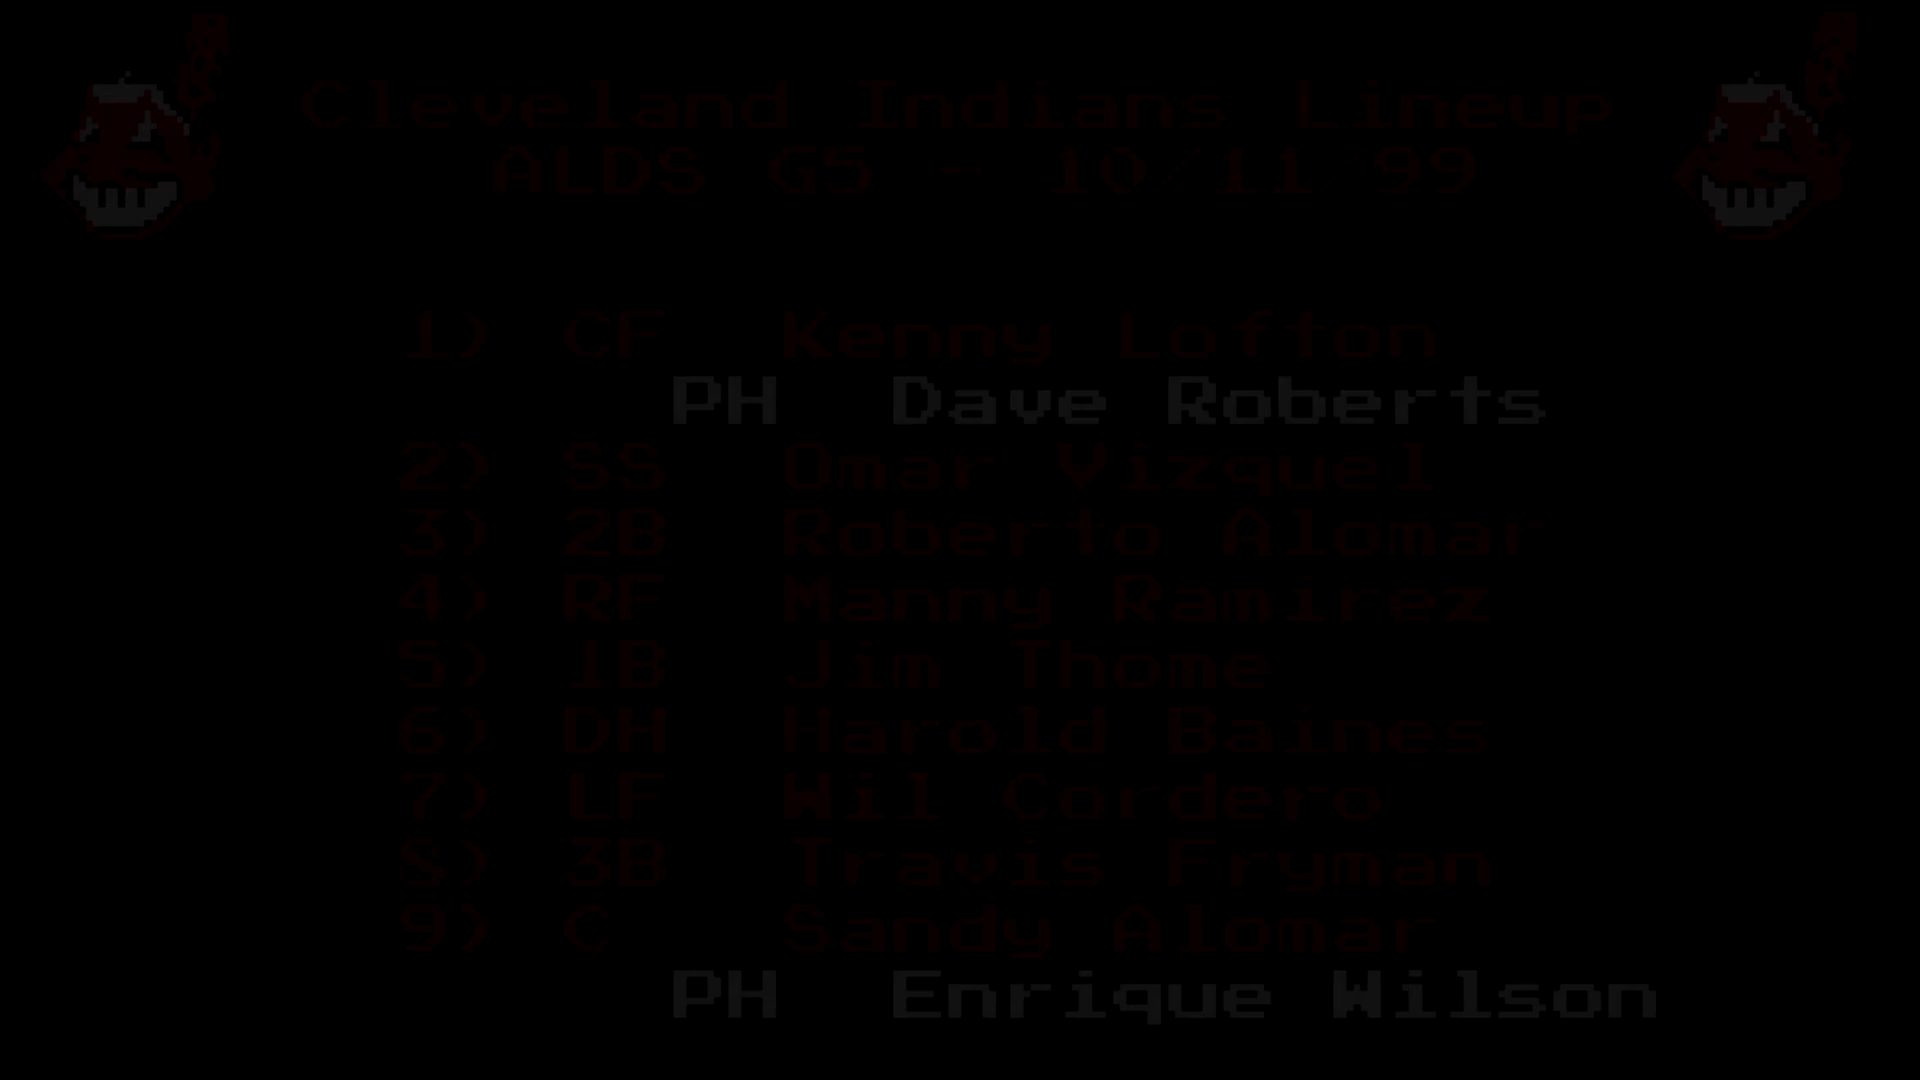 Cleveland Indians Lineup
ALDS G5 - 10/11/99
1) CF Kenny Lofton
PH Dave Roberts
2) SS Omar Vizquel
3) 2B Roberto Alomar
4) RF Manny Ramirez
5) 1B Jim Thome
6) DH Harold Baines
7) LF Wil Cordero
8) 3B Travis Fryman
9) C Sandy Alomar
PH Enrique Wilson